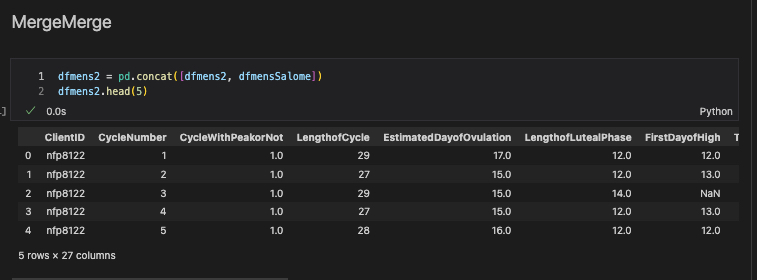 MergeMerge
1 dfmens2 = pd.concat([dfmens2, dfmensSalome])
2 dfmens2.head(5)
] ✓ 0.0s Python
ClientID CycleNumber CycleWithPeakorNot LengthofCycle EstimatedDayofOvulation LengthofLutealPhase FirstDayofHigh T
0 nfp8122 1 1.0 29 17.0 12.0 12.0
1 nfp8122 2 1.0 27 15.0 12.0 13.0
2 nfp8122 3 1.0 29 15.0 14.0 NaN
3 nfp8122 4 1.0 27 15.0 12.0 13.0
4 nfp8122 5 1.0 28 16.0 12.0 12.0
5 rows × 27 columns